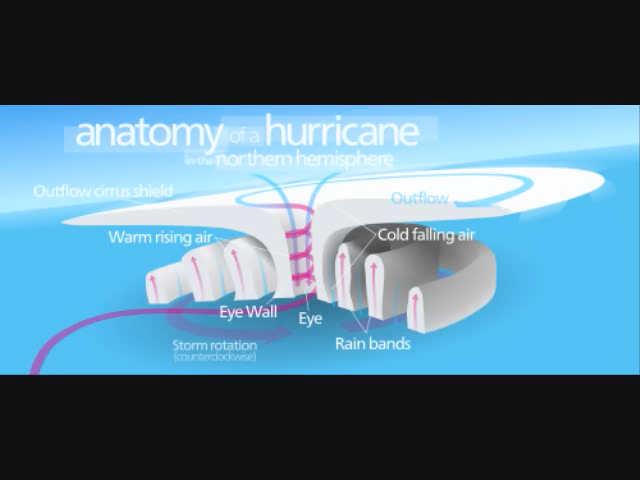 anatomy of a hurricane
in the northern hemisphere
Outflow cirrus shield
Outflow
Warm rising air
Cold falling air
Eye Wall
Eye
Rain bands
Storm rotation
(counterclockwise)